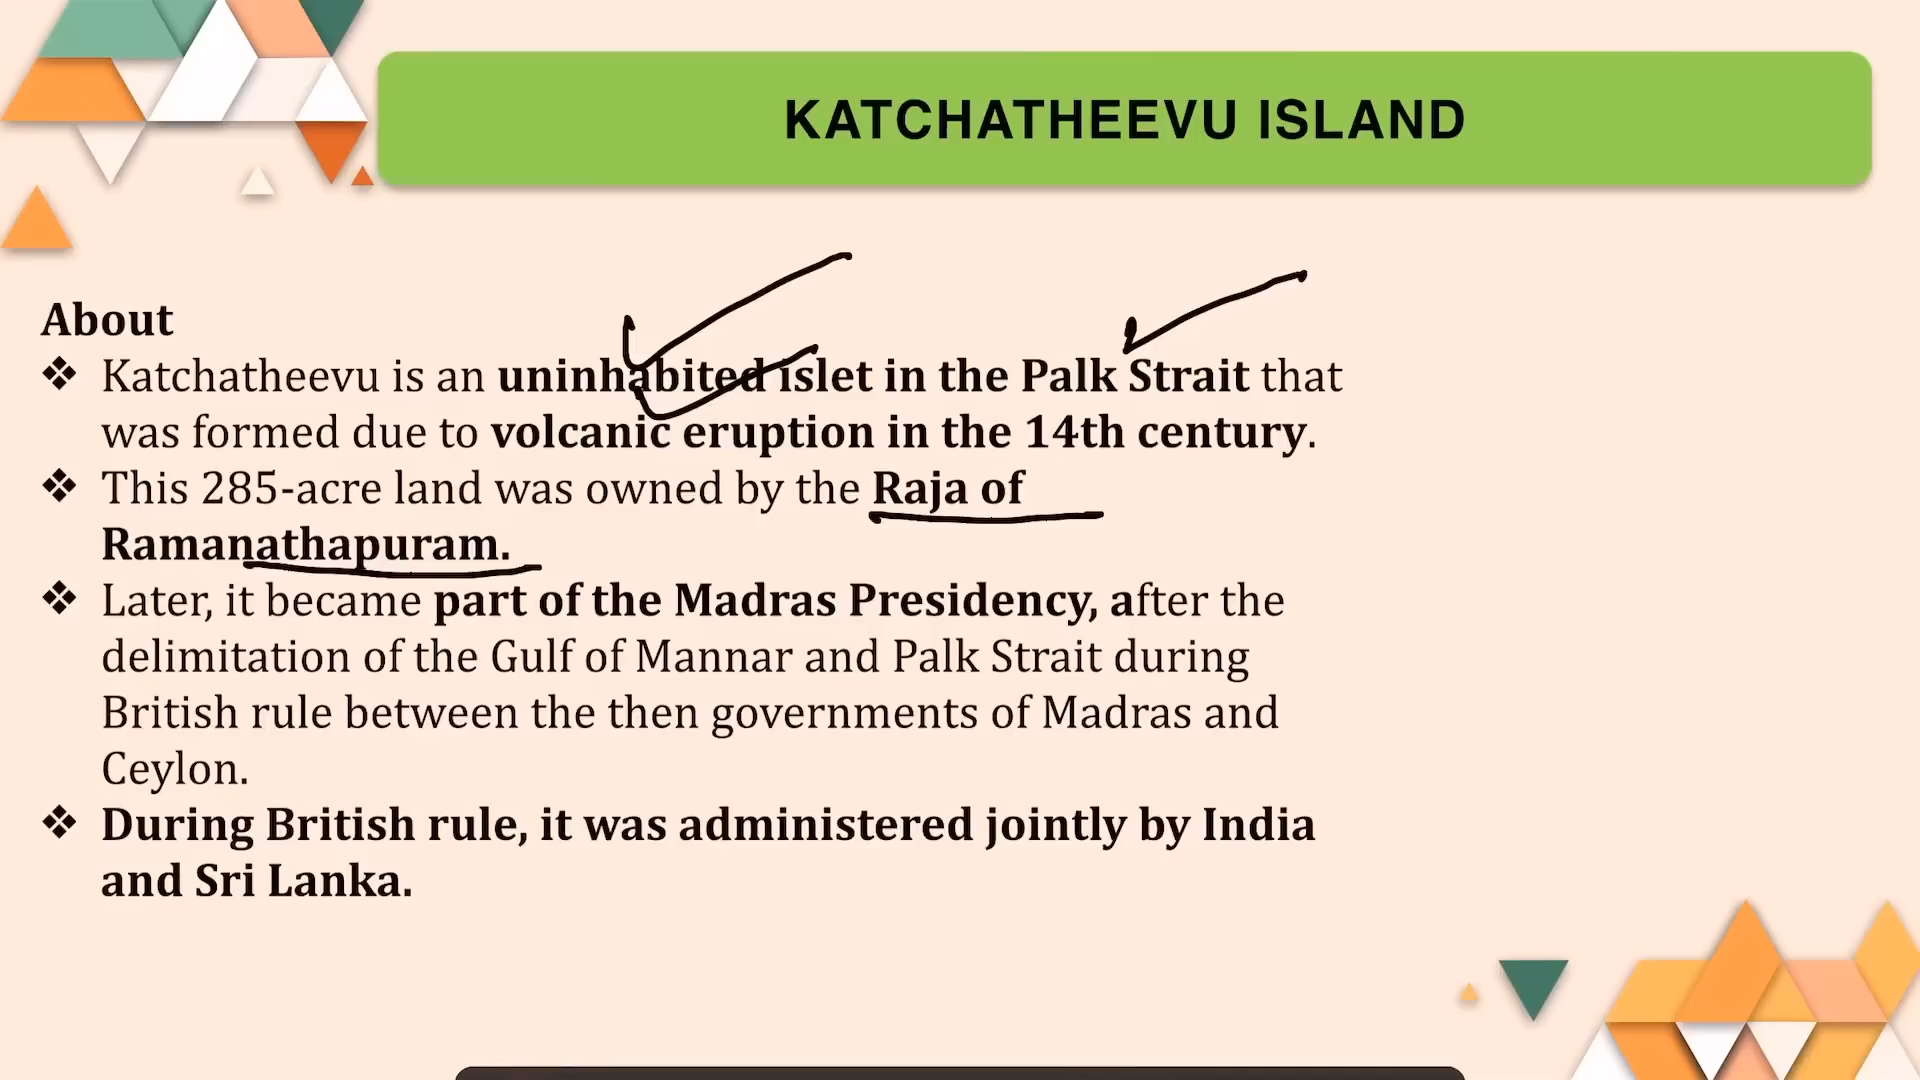 KATCHATHEEVU ISLAND
About
❖ Katchatheevu is an uninhabited islet in the Palk Strait that
was formed due to volcanic eruption in the 14th century.
❖ This 285-acre land was owned by the Raja of
Ramanathapuram.
❖ Later, it became part of the Madras Presidency, after the
delimitation of the Gulf of Mannar and Palk Strait during
British rule between the then governments of Madras and
Ceylon.
❖ During British rule, it was administered jointly by India
and Sri Lanka.